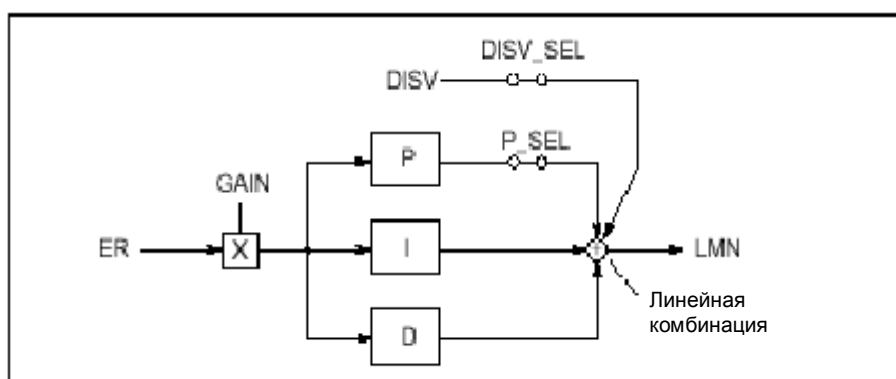 DISV_SEL
DISV
P_SEL
P
GAIN
ER
X
I
+
LMN
D
Линейная
комбинация